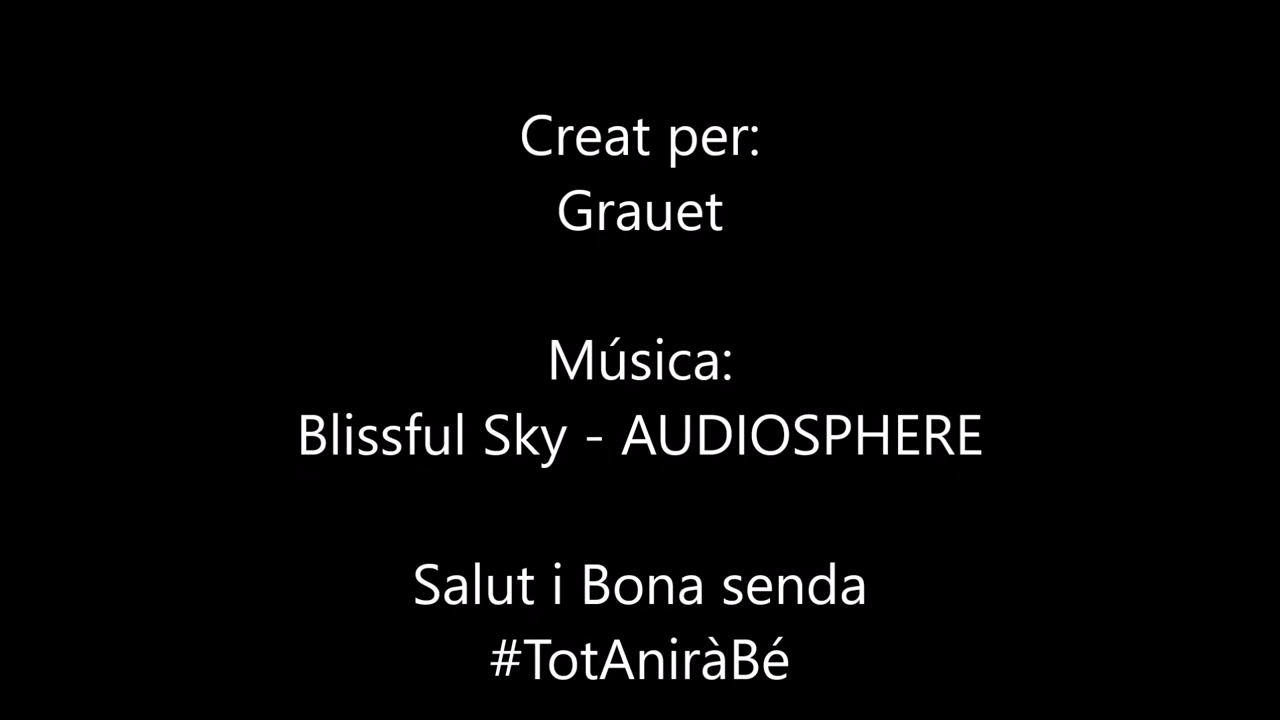 Creat per:
Grauet
Música:
Blissful Sky - AUDIOSPHERE
Salut i Bona senda
#TotAniràBé